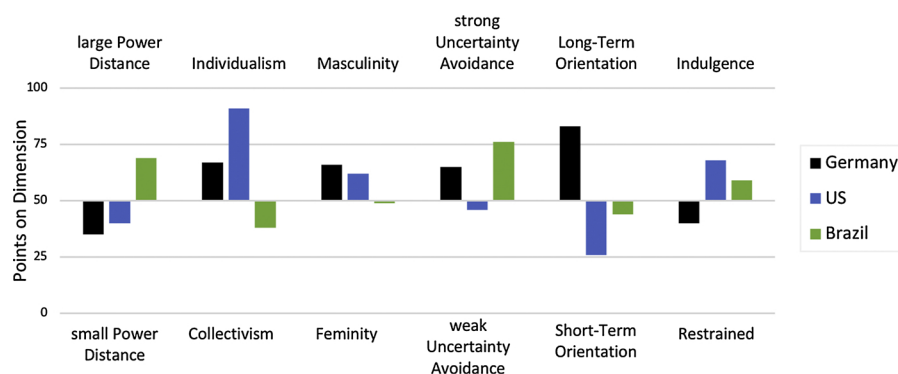 large Power
Distance
Individualism
Masculinity
strong
Uncertainty
Avoidance
Long-Term
Orientation
Indulgence
Points on Dimension
100
75
50
25
0
Germany
US
Brazil
small Power
Distance
Collectivism
Feminity
weak
Uncertainty
Avoidance
Short-Term
Orientation
Restrained